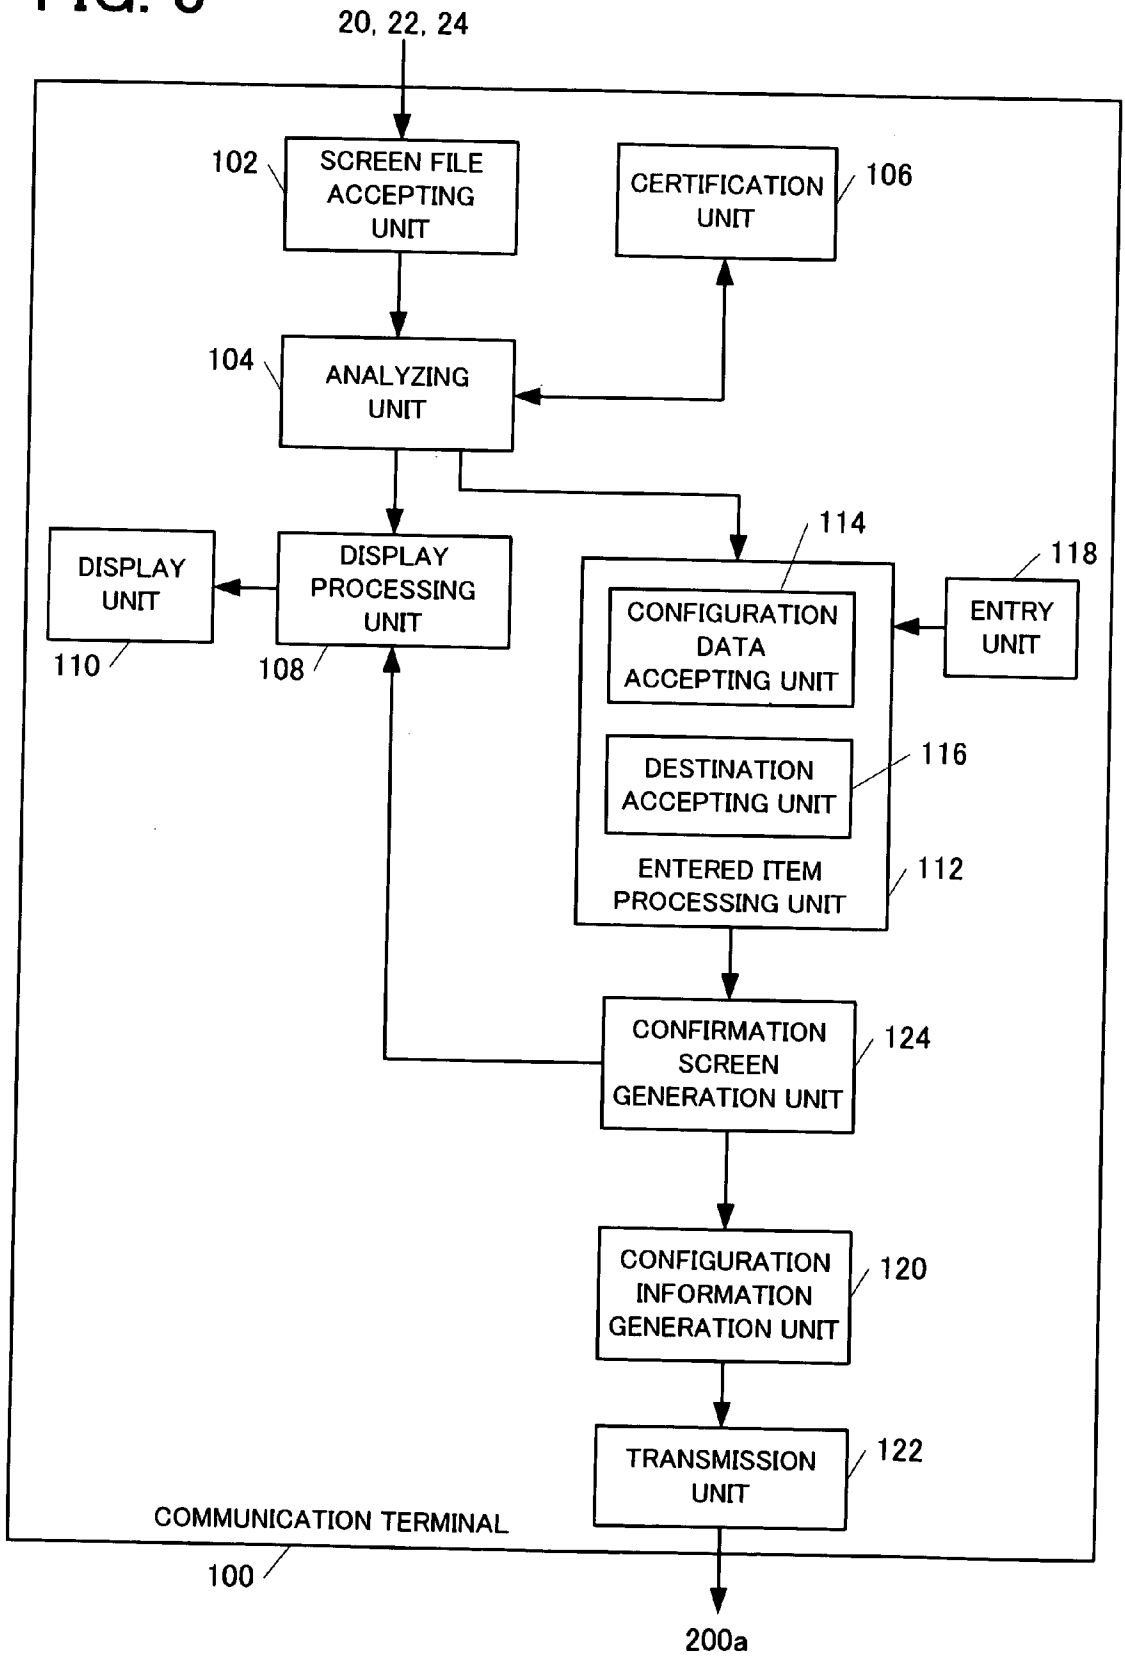 20, 22, 24
102
SCREEN FILE
ACCEPTING
UNIT
CERTIFICATION
UNIT
106
104
ANALYZING
UNIT
114
118
DISPLAY
UNIT
110
DISPLAY
PROCESSING
UNIT
108
CONFIGURATION
DATA
ACCEPTING UNIT
ENTRY
UNIT
116
DESTINATION
ACCEPTING UNIT
ENTERED ITEM
PROCESSING UNIT
112
CONFIRMATION
SCREEN
GENERATION UNIT
124
CONFIGURATION
INFORMATION
GENERATION UNIT
120
TRANSMISSION
UNIT
122
COMMUNICATION TERMINAL
100
200a